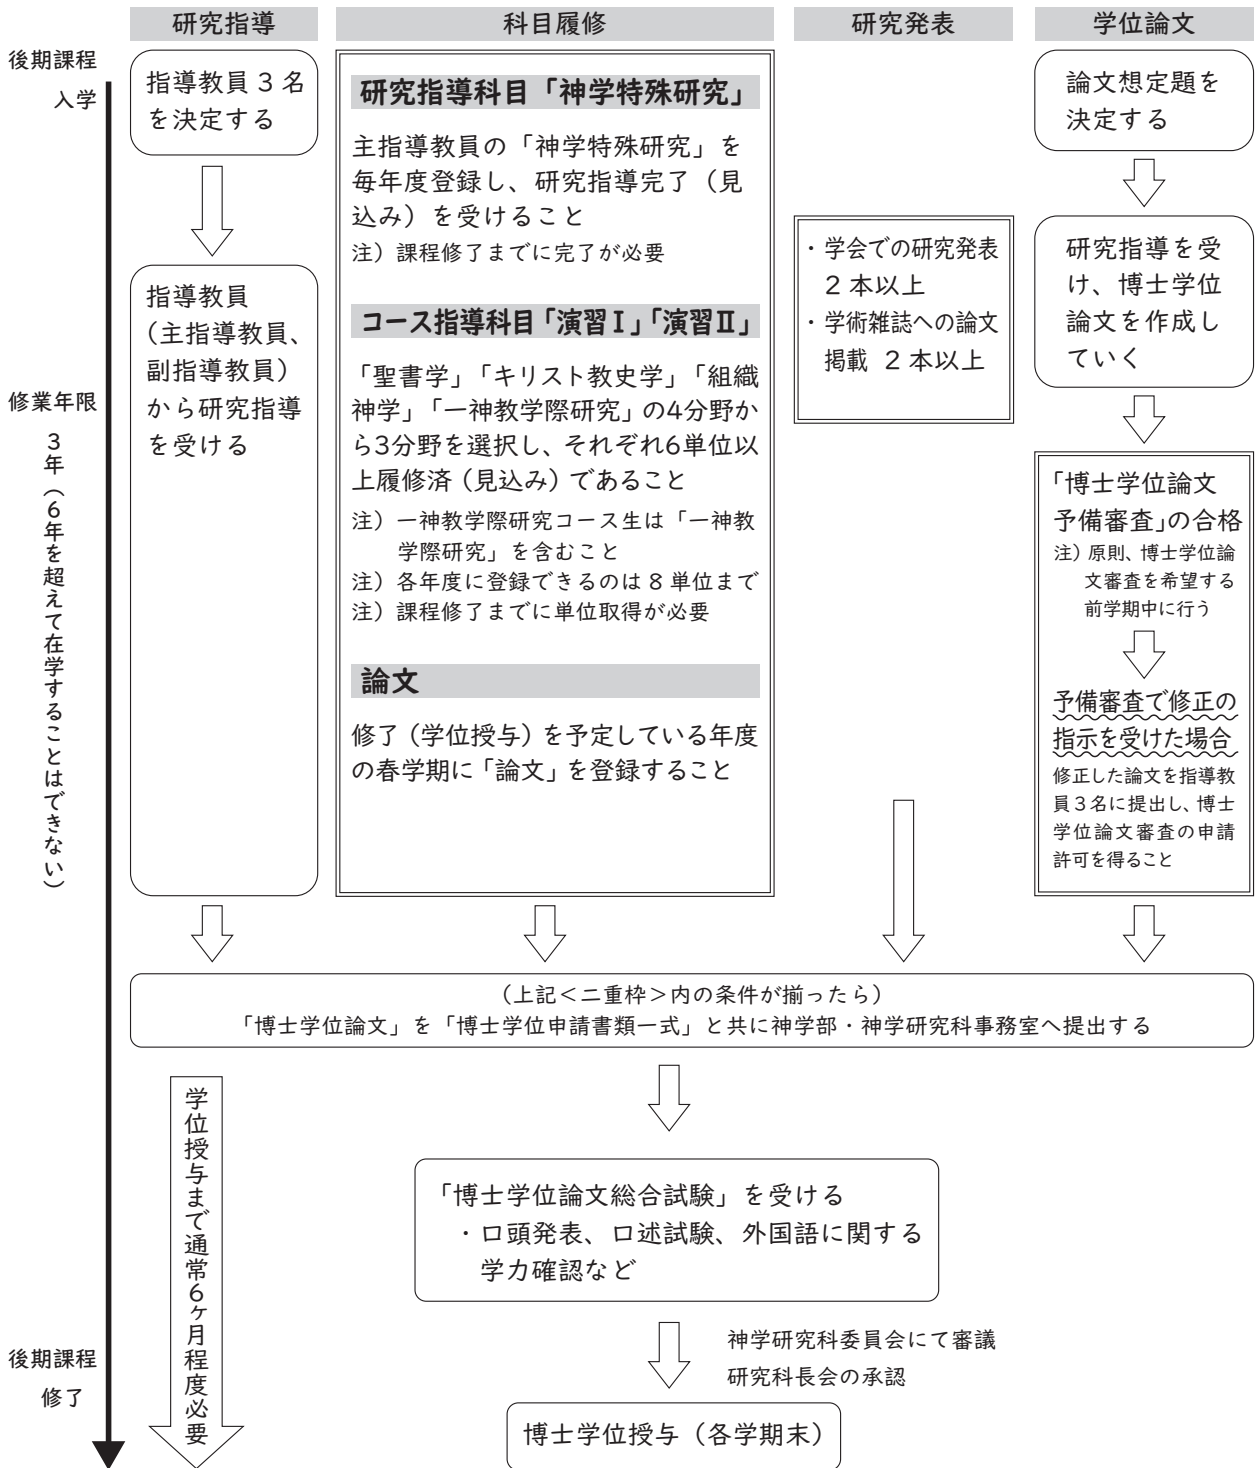 研究指導
科目履修
研究発表
学位論文
後期課程
入学
修業年限
3年（6年を超えて在学することはできない）
後期課程
修了
指導教員 3 名
を決定する
指導教員
（主指導教員、
副指導教員）
から研究指導
を受ける
研究指導科目「神学特殊研究」
主指導教員の「神学特殊研究」を
毎年度登録し、研究指導完了（見
込み）を受けること
注）課程修了までに完了が必要
コース指導科目「演習Ⅰ」「演習Ⅱ」
「聖書学」「キリスト教史学」「組織
神学」「一神教学際研究」の4分野か
ら3分野を選択し、それぞれ6単位以
上履修済（見込み）であること
注）一神教学際研究コース生は「一神教
学際研究」を含むこと
注）各年度に登録できるのは 8 単位まで
注）課程修了までに単位取得が必要
論文
修了（学位授与）を予定している年度
の春学期に「論文」を登録すること
・学会での研究発表
2 本以上
・学術雑誌への論文
掲載 2 本以上
論文想定題を
決定する
研究指導を受
け、博士学位
論文を作成し
ていく
「博士学位論文
予備審査」の合格
注）原則、博士学位論
文審査を希望する
前学期中に行う
予備審査で修正の
指示を受けた場合
修正した論文を指導教
員3名に提出し、博士
学位論文審査の申請
許可を得ること
（上記＜二重枠＞内の条件が揃ったら）
「博士学位論文」を「博士学位申請書類一式」と共に神学部・神学研究科事務室へ提出する
学位授与まで通常6ヶ月程度必要
「博士学位論文総合試験」を受ける
・口頭発表、口述試験、外国語に関する
学力確認など
神学研究科委員会にて審議
研究科長会の承認
博士学位授与（各学期末）